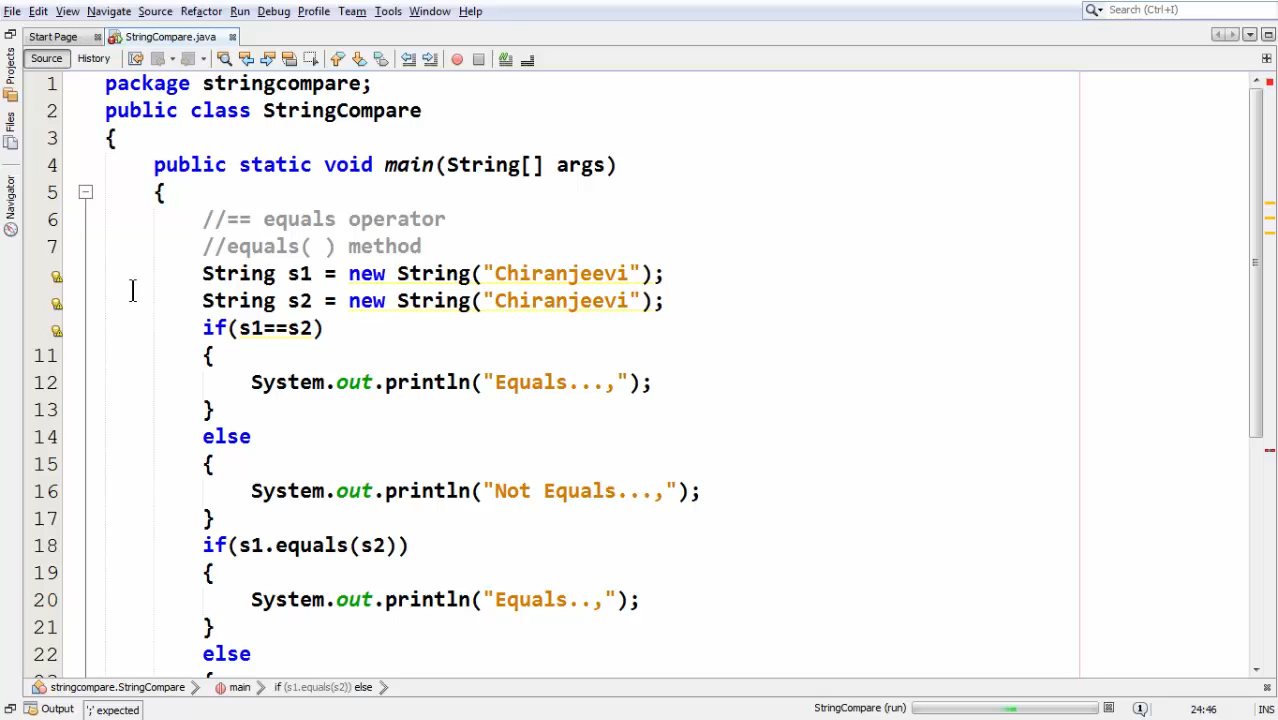 File Edit View Navigate Source Refactor Run Debug Profile Team Tools Window Help Search (Ctrl+I)
Start Page StringCompare.java
Source History
Projects
Files
Navigator
1 package stringcompare;
2 public class StringCompare
3 {
4 public static void main(String[] args)
5 {
6 //== equals operator
7 //equals( ) method
String s1 = new String("Chiranjeevi");
String s2 = new String("Chiranjeevi");
if(s1==s2)
11 {
12 System.out.println("Equals...,");
13 }
14 else
15 {
16 System.out.println("Not Equals...,");
17 }
18 if(s1.equals(s2))
19 {
20 System.out.println("Equals..,");
21 }
22 else
stringcompare.StringCompare main if (s1.equals(s2)) else
Output ';' expected StringCompare (run) 24:46 INS